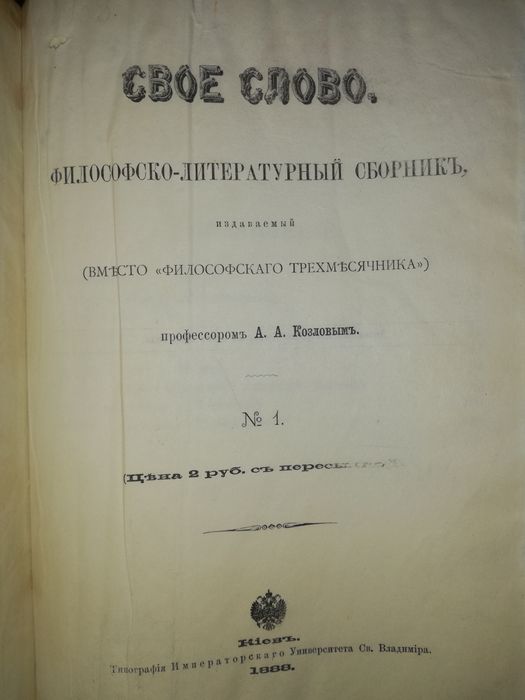 СВОЕ СЛОВО.
ФИЛОСОФСКО-ЛИТЕРАТУРНЫЙ СБОРНИКЪ,
издаваемый
(ВМѢСТО «ФИЛОСОФСКАГО ТРЕХМѢСЯЧНИКА»)
профессоромъ А. А. Козловымъ.
№ 1.
(Цѣна 2 руб. съ пересылкой).
Кіевъ.
Типографія Императорскаго Университета Св. Владиміра.
1888.